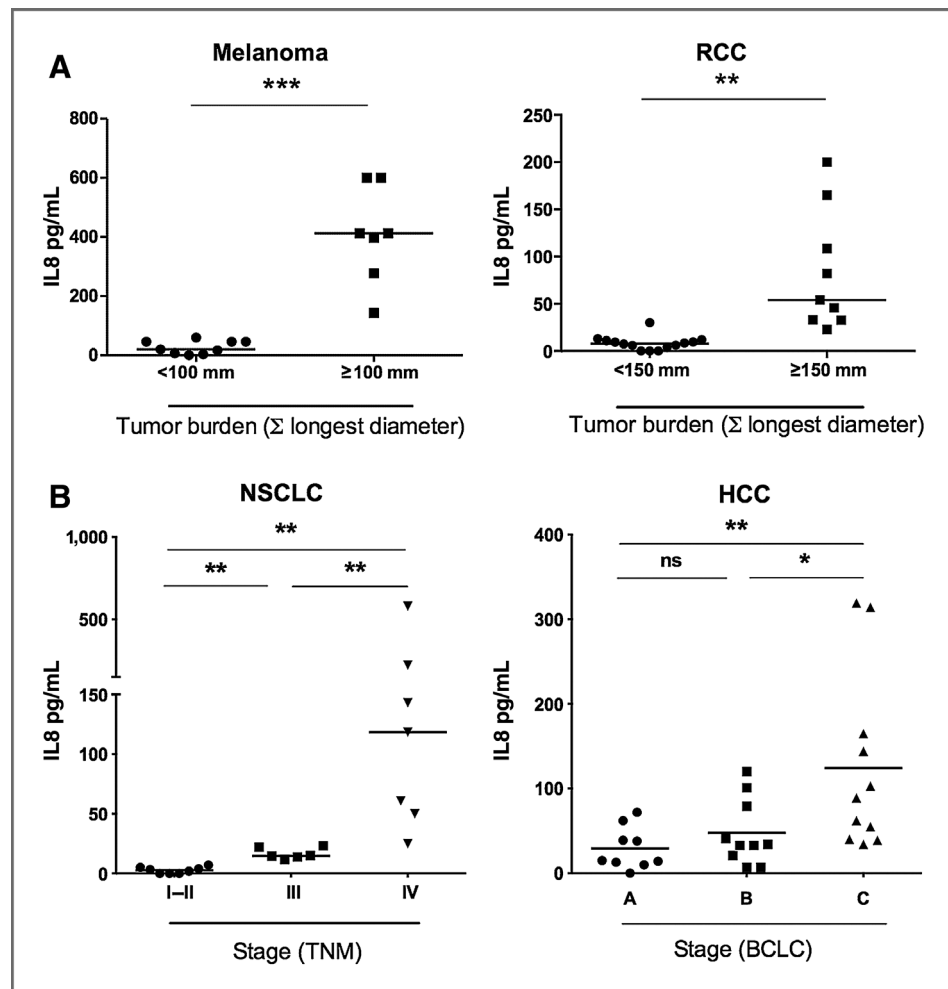 A
Melanoma
***
800
600
400
200
0
IL8 pg/mL
<100 mm
≥100 mm
Tumor burden (Σ longest diameter)
RCC
**
250
200
150
100
50
0
IL8 pg/mL
<150 mm
≥150 mm
Tumor burden (Σ longest diameter)
B
NSCLC
**
**
**
1,000
500
150
100
50
0
IL8 pg/mL
I–II
III
IV
Stage (TNM)
HCC
**
ns
*
400
300
200
100
0
IL8 pg/mL
A
B
C
Stage (BCLC)